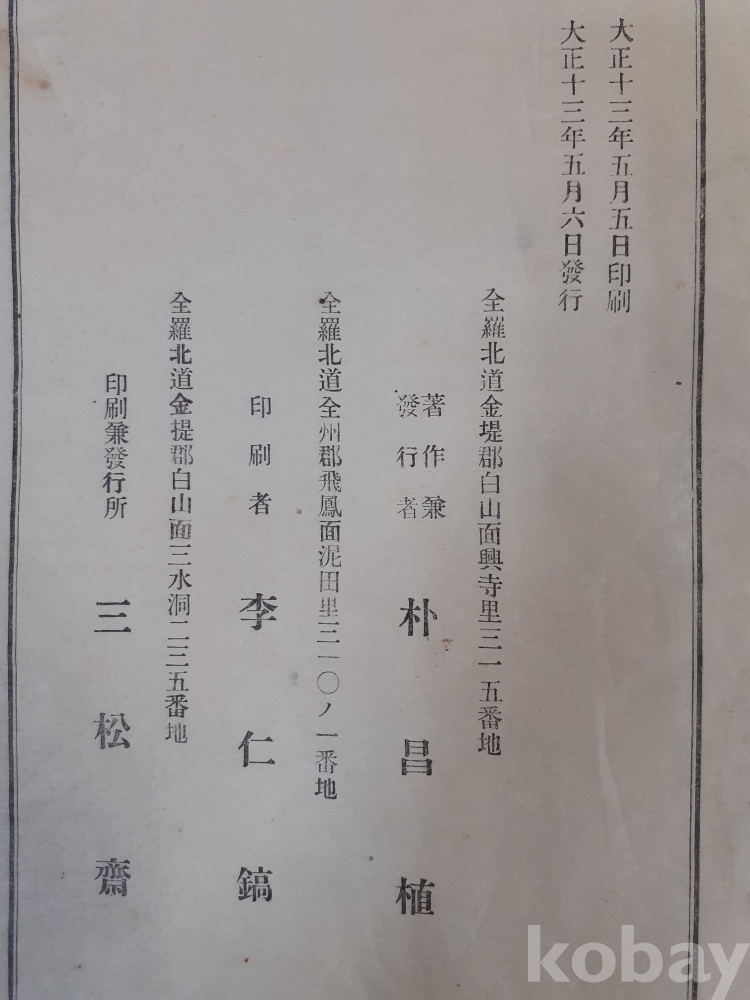 大正十三年五月五日印刷
大正十三年五月六日發行
全羅北道金堤郡白山面興寺里三一五番地
著作兼
發行者
朴昌植
全羅北道全州郡飛鳳面泥田里三一〇ノ一番地
印刷者
李仁鎬
全羅北道金提郡白山面三水洞二二五番地
印刷兼發行所
三松齋
kobay